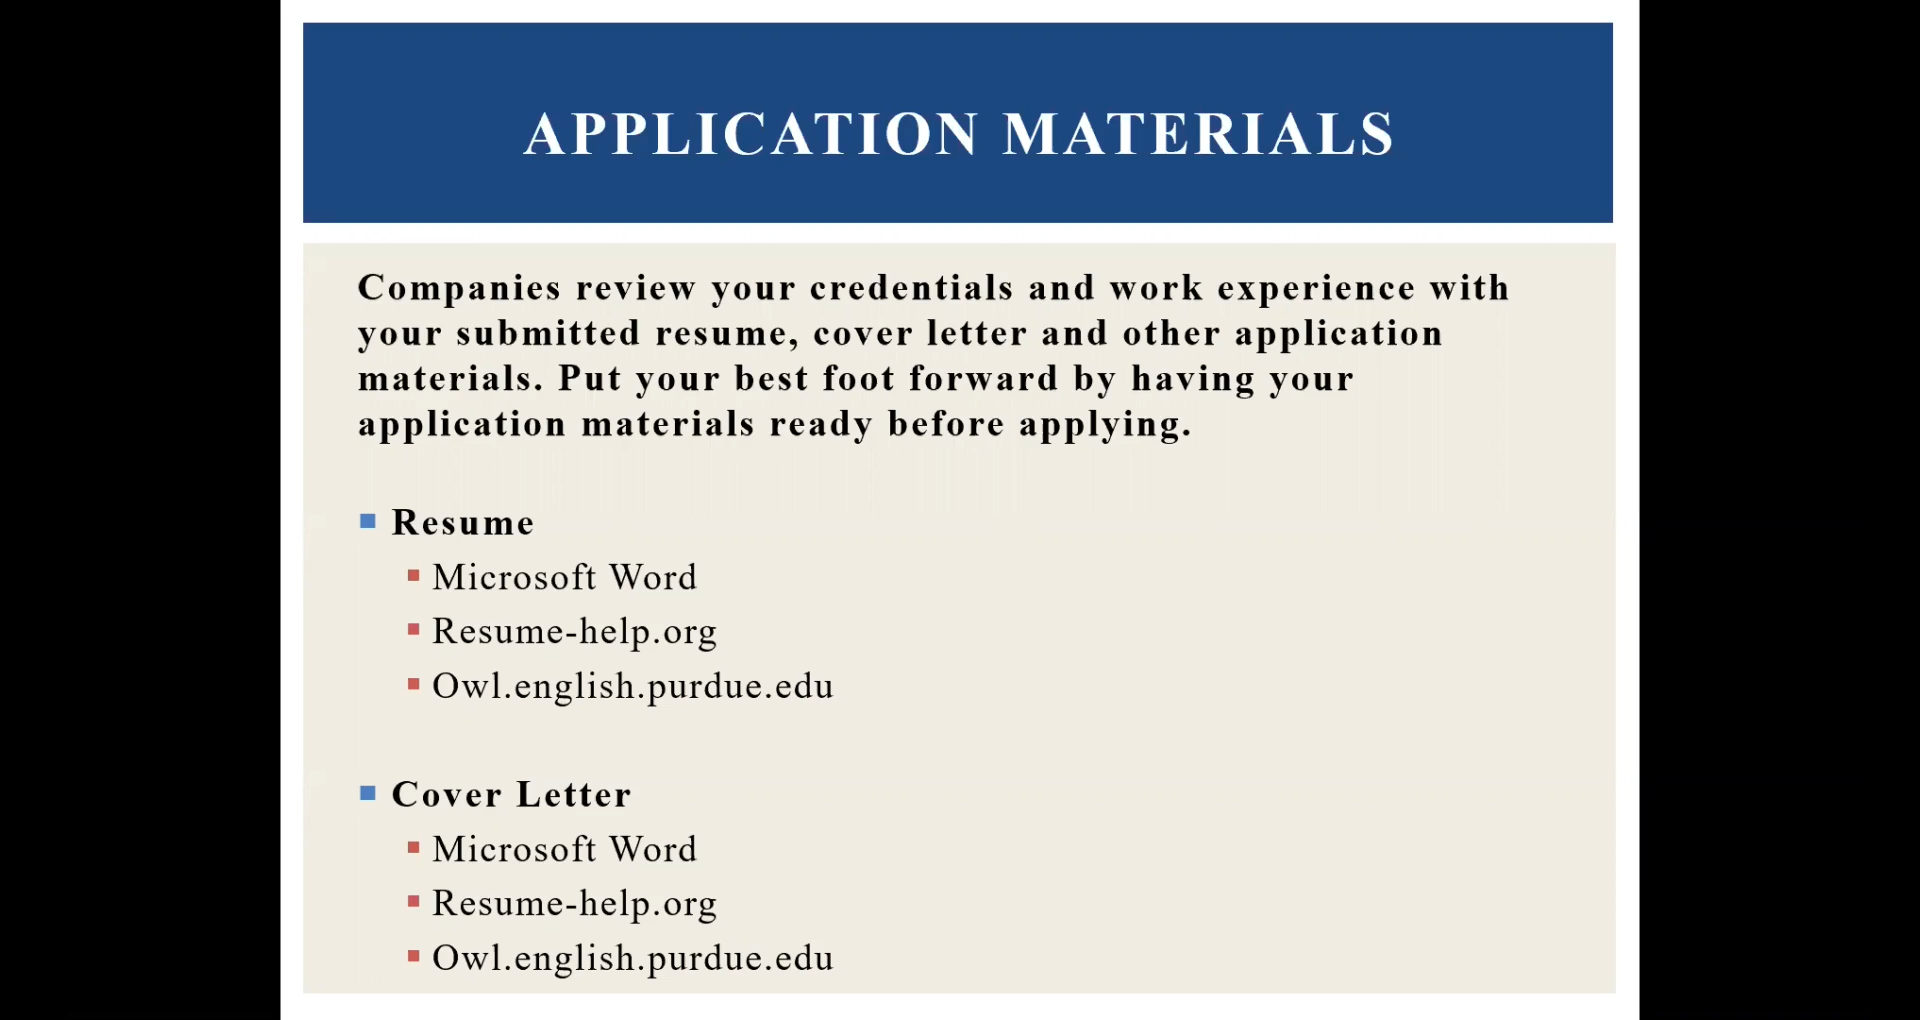 APPLICATION MATERIALS
Companies review your credentials and work experience with
your submitted resume, cover letter and other application
materials. Put your best foot forward by having your
application materials ready before applying.
Resume
Microsoft Word
Resume-help.org
Owl.english.purdue.edu
Cover Letter
Microsoft Word
Resume-help.org
Owl.english.purdue.edu